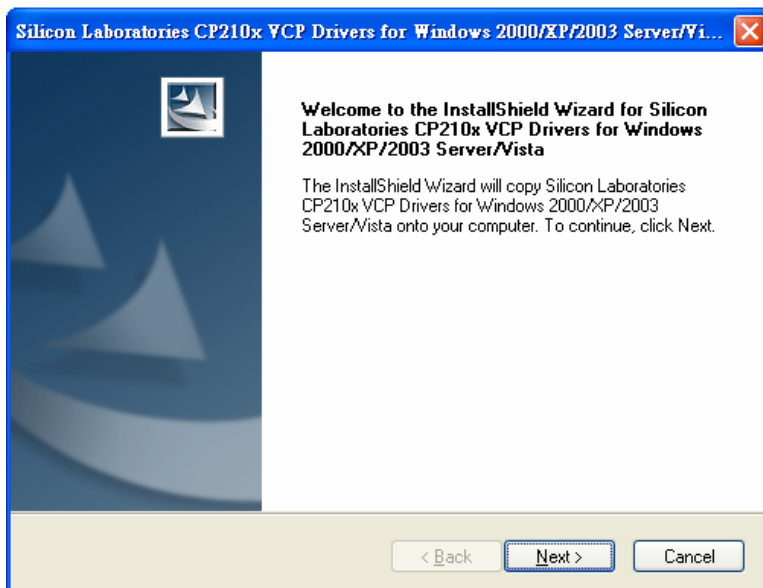 Silicon Laboratories CP210x VCP Drivers for Windows 2000/XP/2003 Server/Vi...
Welcome to the InstallShield Wizard for Silicon
Laboratories CP210x VCP Drivers for Windows
2000/XP/2003 Server/Vista
The InstallShield Wizard will copy Silicon Laboratories
CP210x VCP Drivers for Windows 2000/XP/2003
Server/Vista onto your computer. To continue, click Next.
< Back Next > Cancel